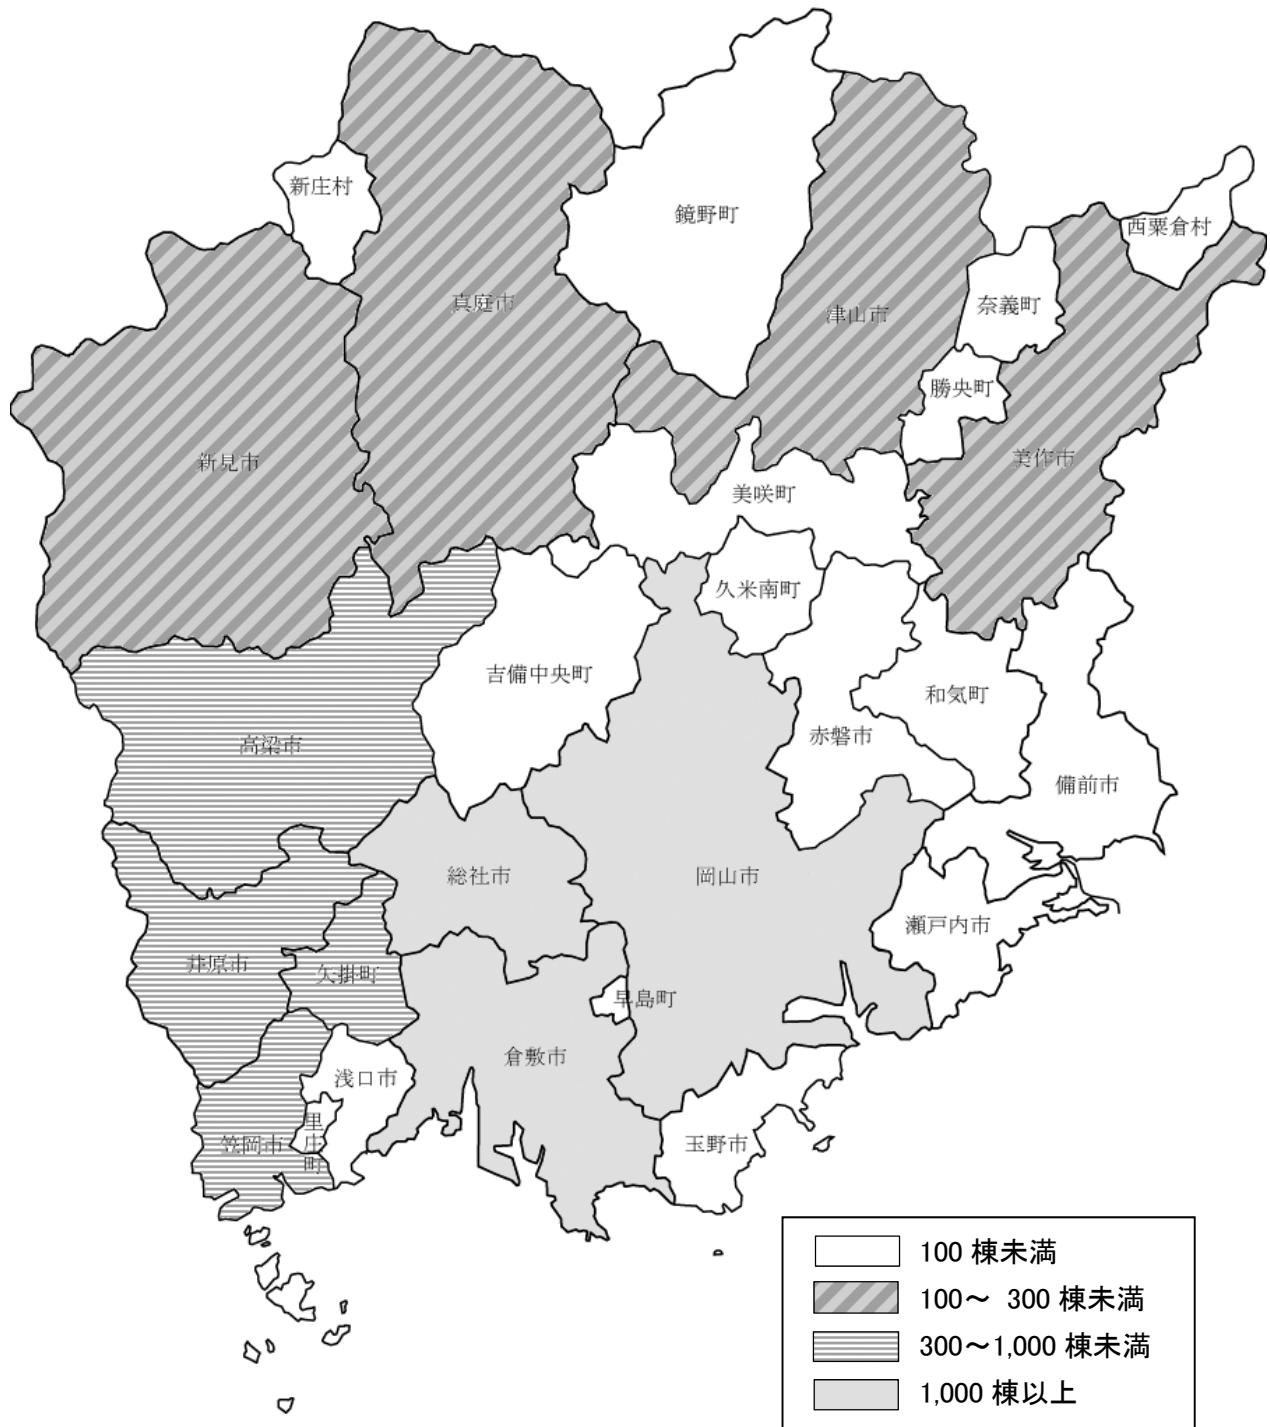 新庄村
鏡野町
西粟倉村
真庭市
津山市
奈義町
勝央町
新見市
美作市
美咲町
久米南町
吉備中央町
和気町
高梁市
赤磐市
備前市
総社市
岡山市
瀬戸内市
井原市
矢掛町
早島町
倉敷市
浅口市
里庄町
笠岡市
玉野市
100 棟未満
100～ 300 棟未満
300～1,000 棟未満
1,000 棟以上